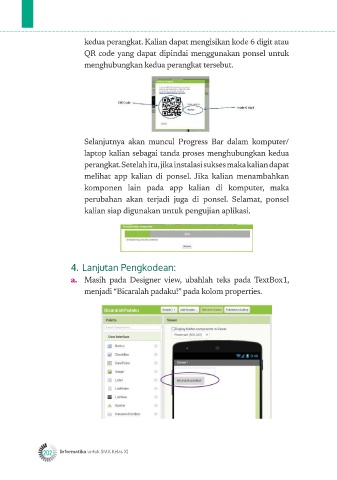 kedua perangkat. Kalian dapat mengisikan kode 6 digit atau
QR code yang dapat dipindai menggunakan ponsel untuk
menghubungkan kedua perangkat tersebut.
QR Code
Kode 6 digit
Selanjutnya akan muncul Progress Bar dalam komputer/
laptop kalian sebagai tanda proses menghubungkan kedua
perangkat. Setelah itu, jika instalasi sukses maka kalian dapat
melihat app kalian di ponsel. Jika kalian menambahkan
komponen lain pada app kalian di komputer, maka
perubahan akan terjadi juga di ponsel. Selamat, ponsel
kalian siap digunakan untuk pengujian aplikasi.
4. Lanjutan Pengkodean:
a. Masih pada Designer view, ubahlah teks pada TextBox1,
menjadi "Bicaralah padaku!" pada kolom properties.
BicaralahPadaku
Palette
Viewer
User Interface
Display hidden components in Viewer
Button
CheckBox
DatePicker
Image
Label
ListPicker
ListView
Notifier
PasswordTextBox
Screen1
Bicaralah padaku!
202 Informatika untuk SMA Kelas XI